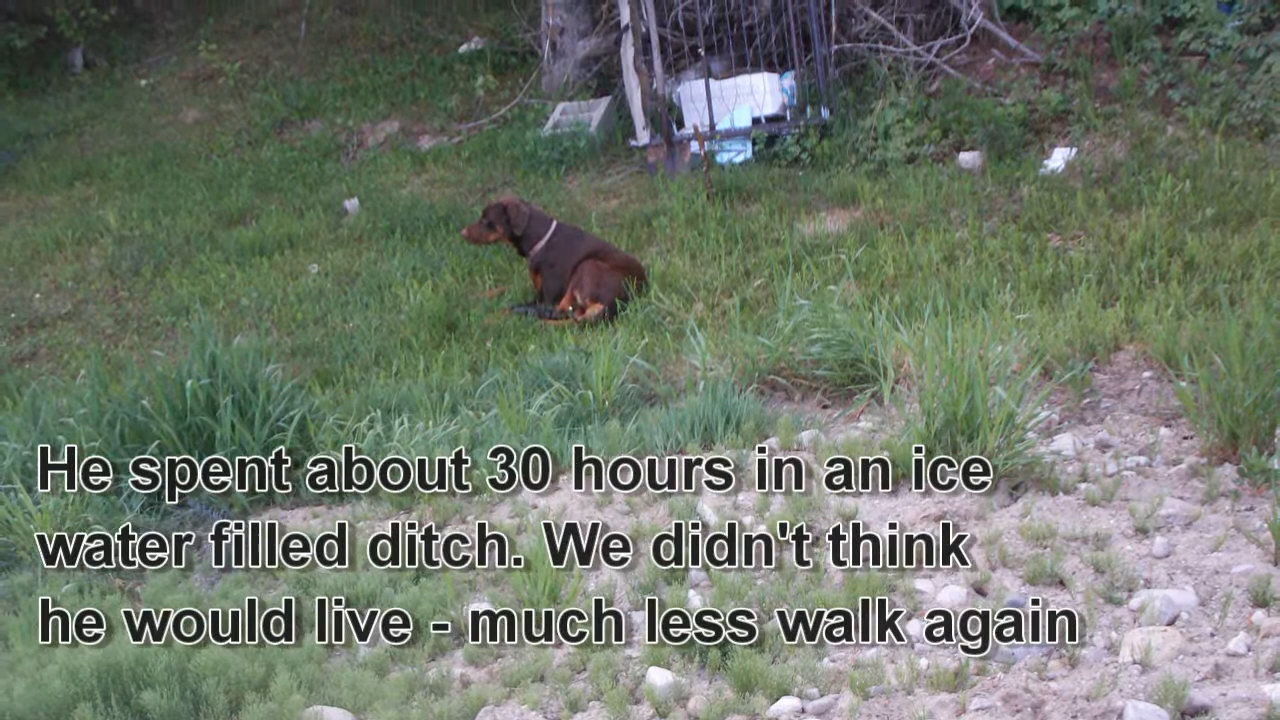 He spent about 30 hours in an ice
water filled ditch. We didn't think
he would live - much less walk again